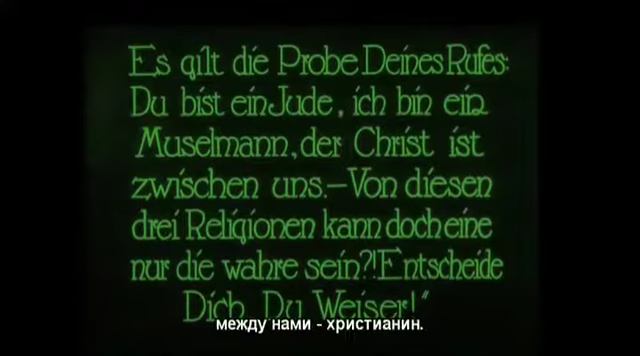 Es gilt die Probe Deines Rufes:
Du bist ein Jude, ich bin ein
Muselmann, der Christ ist
zwischen uns.—Von diesen
drei Religionen kann doch eine
nur die wahre sein?! Entscheide
Dich, Du Weiser!“
между нами - христианин.